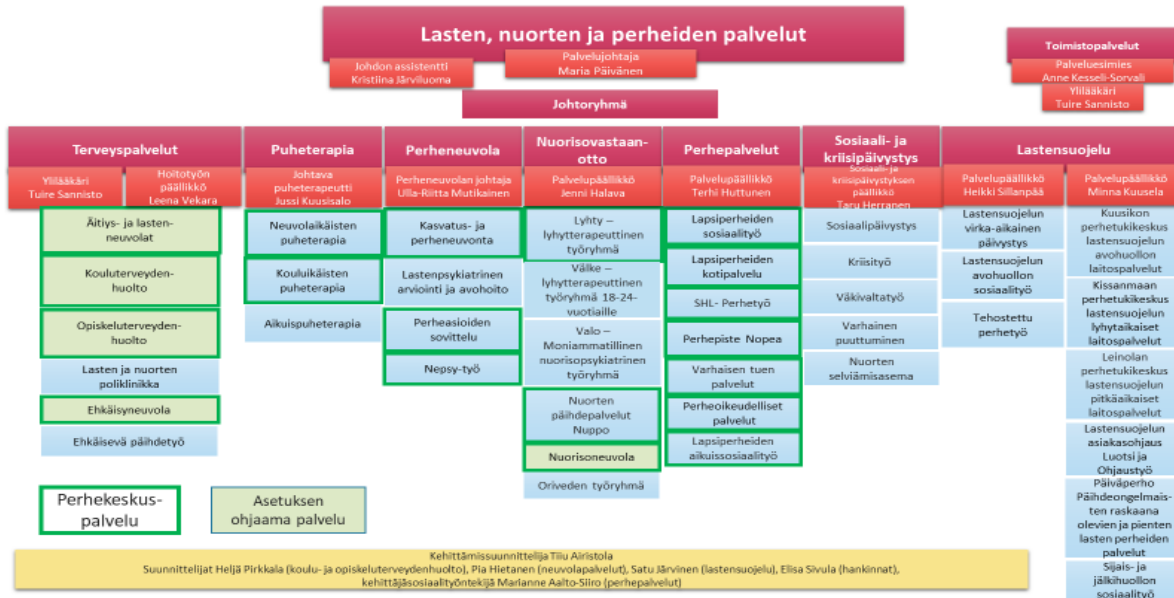 Lasten, nuorten ja perheiden palvelut
Johdon assistentti
Kristiina Järviluoma
Palvelujohtaja
Maria Päivänen
Johtoryhmä
Toimistopalvelut
Palveluesimies
Anne Kesseli-Sorvali
Ylilääkäri
Tuire Sannisto
Terveyspalvelut
Ylilääkäri
Tuire Sannisto
Hoitotyön
päällikkö
Leena Vekara
Äitiys- ja lasten-
neuvolat
Kouluterveyden-
huolto
Opiskeluterveyden-
huolto
Lasten ja nuorten
poliklinikka
Ehkäisyneuvola
Ehkäisevä päihdetyö
Puheterapia
Johtava
puheterapeutti
Jussi Kuusisalo
Neuvolaikäisten
puheterapia
Kouluikäisten
puheterapia
Aikuispuheterapia
Perheneuvola
Perheneuvolan johtaja
Ulla-Riitta Mutikainen
Kasvatus- ja
perheneuvonta
Lastenpsykiatrinen
arviointi ja avohoito
Perheasioiden
sovittelu
Nepsy-työ
Nuorisovastaan-
otto
Palvelupäällikkö
Jenni Halava
Lyhty –
lyhytterapeuttinen
työryhmä
Välke –
lyhytterapeuttinen
työryhmä 18-24-
vuotiaille
Valo –
Moniammatillinen
nuorisopsykiatrinen
työryhmä
Nuorten
päihdepalvelut
Nuppo
Nuorisoneuvola
Oriveden työryhmä
Perhepalvelut
Palvelupäällikkö
Terhi Huttunen
Lapsiperheiden
sosiaalityö
Lapsiperheiden
kotipalvelu
SHL- Perhetyö
Perhepiste Nopea
Varhaisen tuen
palvelut
Perheoikeudelliset
palvelut
Lapsiperheiden
aikuissosiaalityö
Sosiaali- ja
kriisipäivystys
Sosiaali- ja
kriisipäivystyksen
päällikkö
Taru Herranen
Sosiaalipäivystys
Kriisityö
Väkivaltatyö
Varhainen
puuttuminen
Nuorten
selviämisasema
Lastensuojelu
Palvelupäällikkö
Heikki Sillanpää
Lastensuojelun
virka-aikainen
päivystys
Lastensuojelun
avohuollon
sosiaalityö
Tehostettu
perhetyö
Palvelupäällikkö
Minna Kuusela
Kuusikon
perhetukikeskus
lastensuojelun
avohuollon
laitospalvelut
Kissanmaan
perhetukikeskus
lastensuojelun
lyhytaikaiset
laitospalvelut
Leinolan
perhetukikeskus
lastensuojelun
pitkäaikaiset
laitospalvelut
Lastensuojelun
asiakasohjaus
Luotsi ja
Ohjaustyö
Päiväperho
Päihdeongelmais-
ten raskaana
olevien ja pienten
lasten perheiden
palvelut
Sijais- ja
jälkihuollon
sosiaalityö
Perhekeskus-
palvelu
Asetuksen
ohjaama palvelu
Kehittämissuunnittelija Tiiu Airistola
Suunnittelijat Heljä Pirkkala (koulu- ja opiskeluterveydenhuolto), Pia Hietanen (neuvolapalvelut), Satu Järvinen (lastensuojelu), Elisa Sivula (hankinnat),
kehittäjäsosiaalityöntekijä Marianne Aalto-Siiro (perhepalvelut)